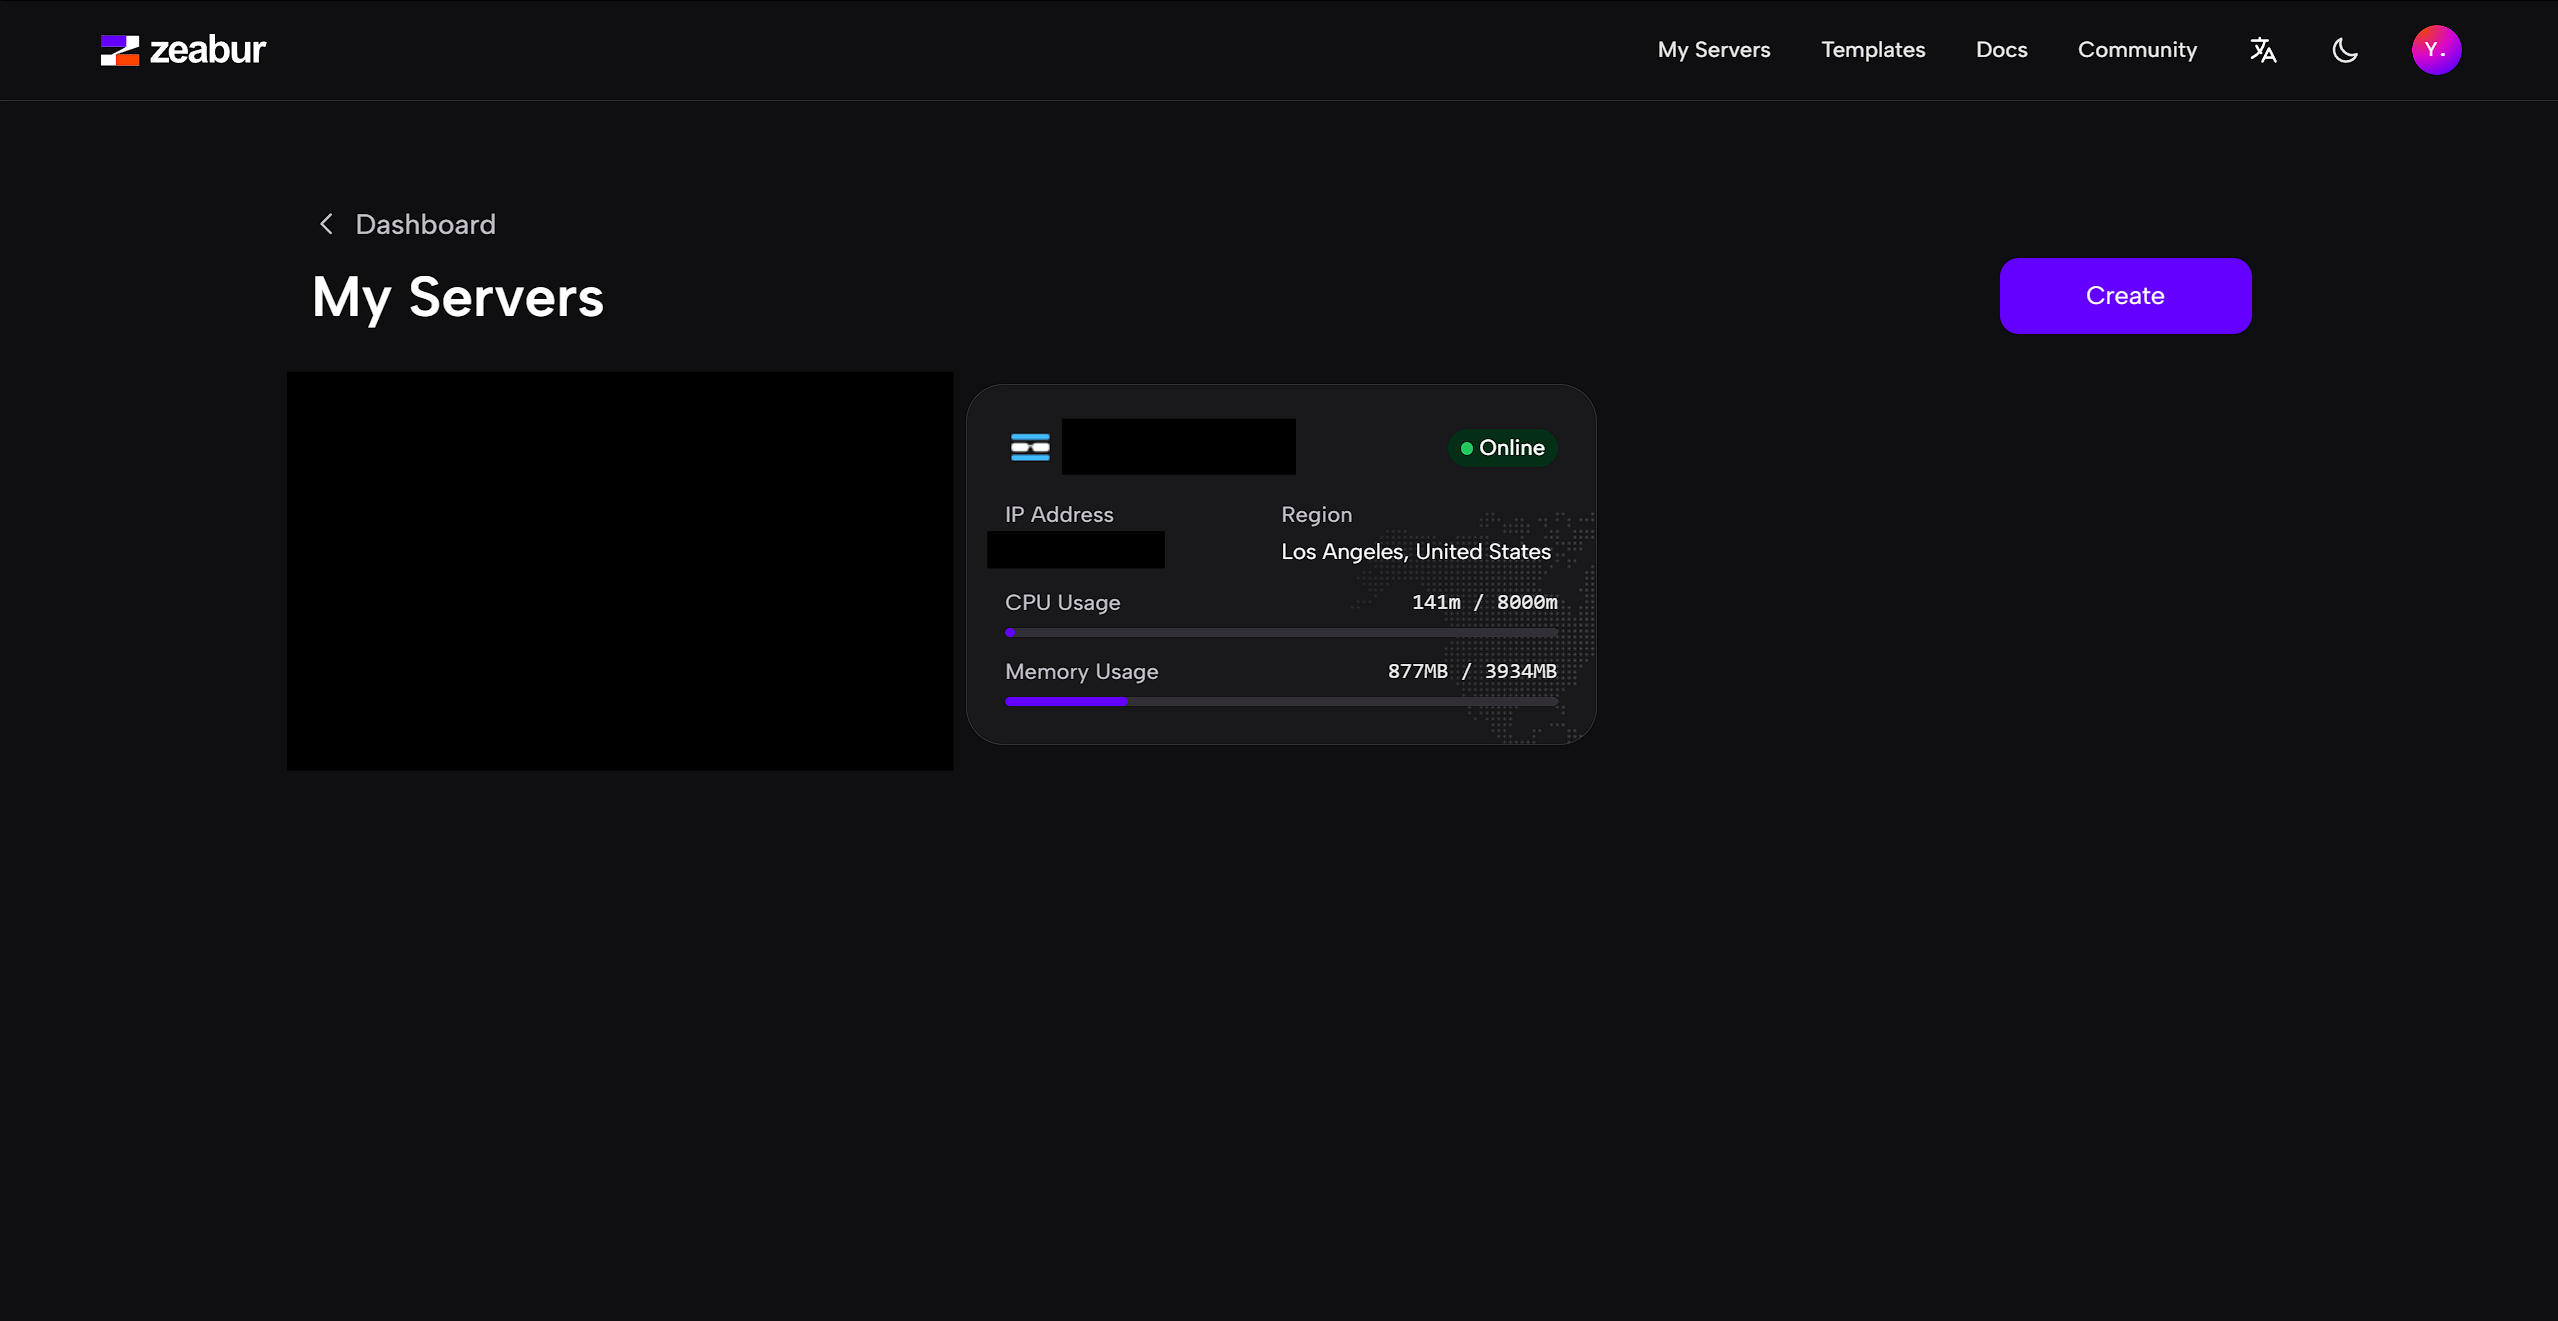 zeabur
My Servers
Templates
Docs
Community
Y.
Dashboard
My Servers
Create
Online
IP Address
Region
Los Angeles, United States
CPU Usage
141m / 8000m
Memory Usage
877MB / 3934MB